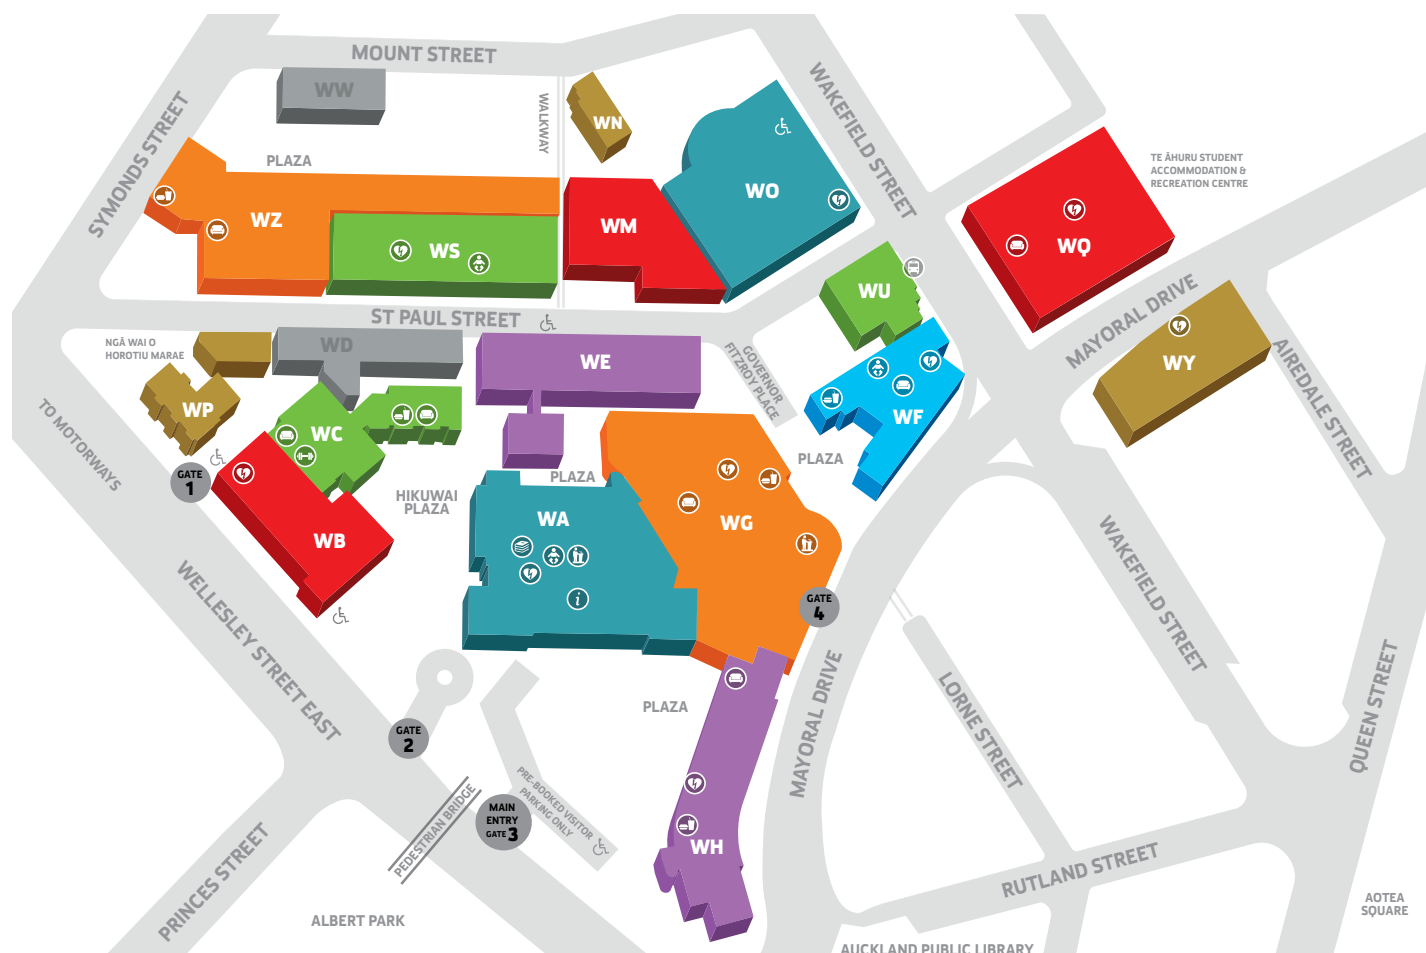 MOUNT STREET
WW
WALKWAY
WN
WAKEFIELD STREET
SYMONDS STREET
PLAZA
WO
TE ĀHURU STUDENT
ACCOMMODATION &
RECREATION CENTRE
WZ
WS
WM
WQ
WU
ST PAUL STREET
MAYORAL DRIVE
NGĀ WAI O
HOROTIU MARAE
WD
WE
GOVERNOR
FITZROY PLACE
WY
AIREDALE STREET
WP
WC
WF
TO MOTORWAYS
PLAZA
GATE
1
PLAZA
HIKUWAI
PLAZA
WB
WA
WG
WAKEFIELD STREET
WELLESLEY STREET EAST
i
GATE
4
MAYORAL DRIVE
LORNE STREET
QUEEN STREET
PLAZA
GATE
2
PRE-BOOKED VISITOR
PARKING ONLY
PEDESTRIAN BRIDGE
MAIN
ENTRY
GATE 3
WH
PRINCES STREET
RUTLAND STREET
ALBERT PARK
AOTEA
SQUARE
AUCKLAND PUBLIC LIBRARY